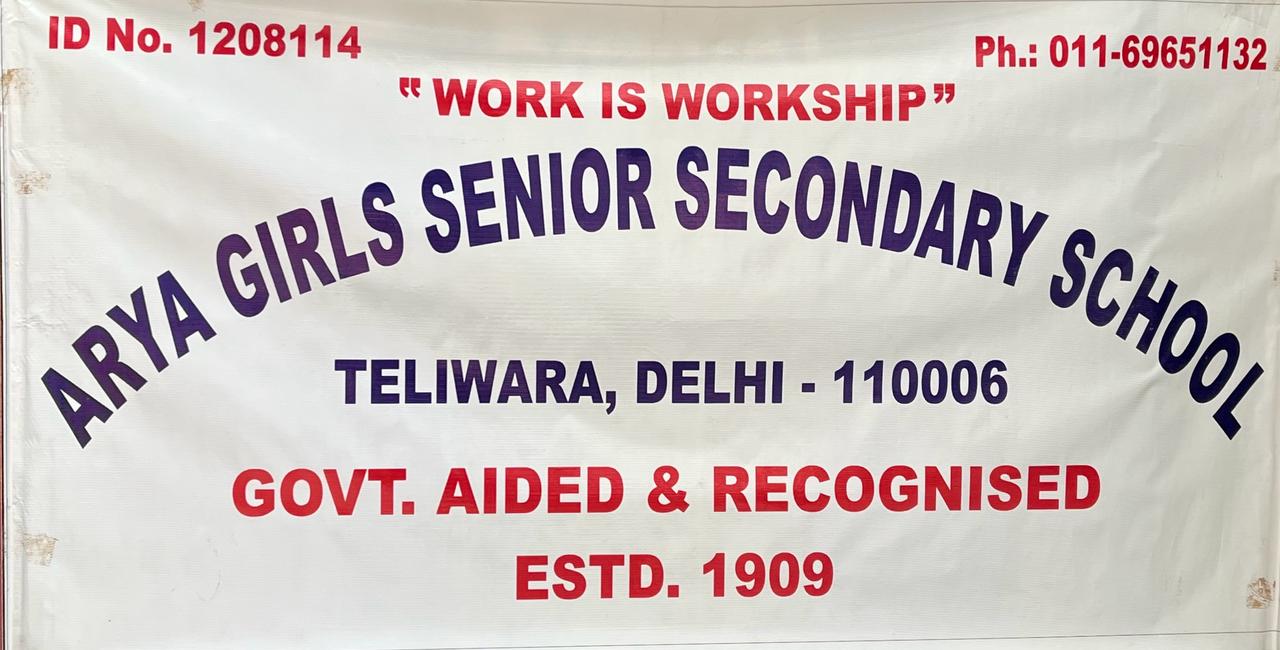 ID No. 1208114
Ph.: 011-69651132
“ WORK IS WORKSHIP ”
ARYA GIRLS SENIOR SECONDARY SCHOOL
TELIWARA, DELHI - 110006
GOVT. AIDED & RECOGNISED
ESTD. 1909